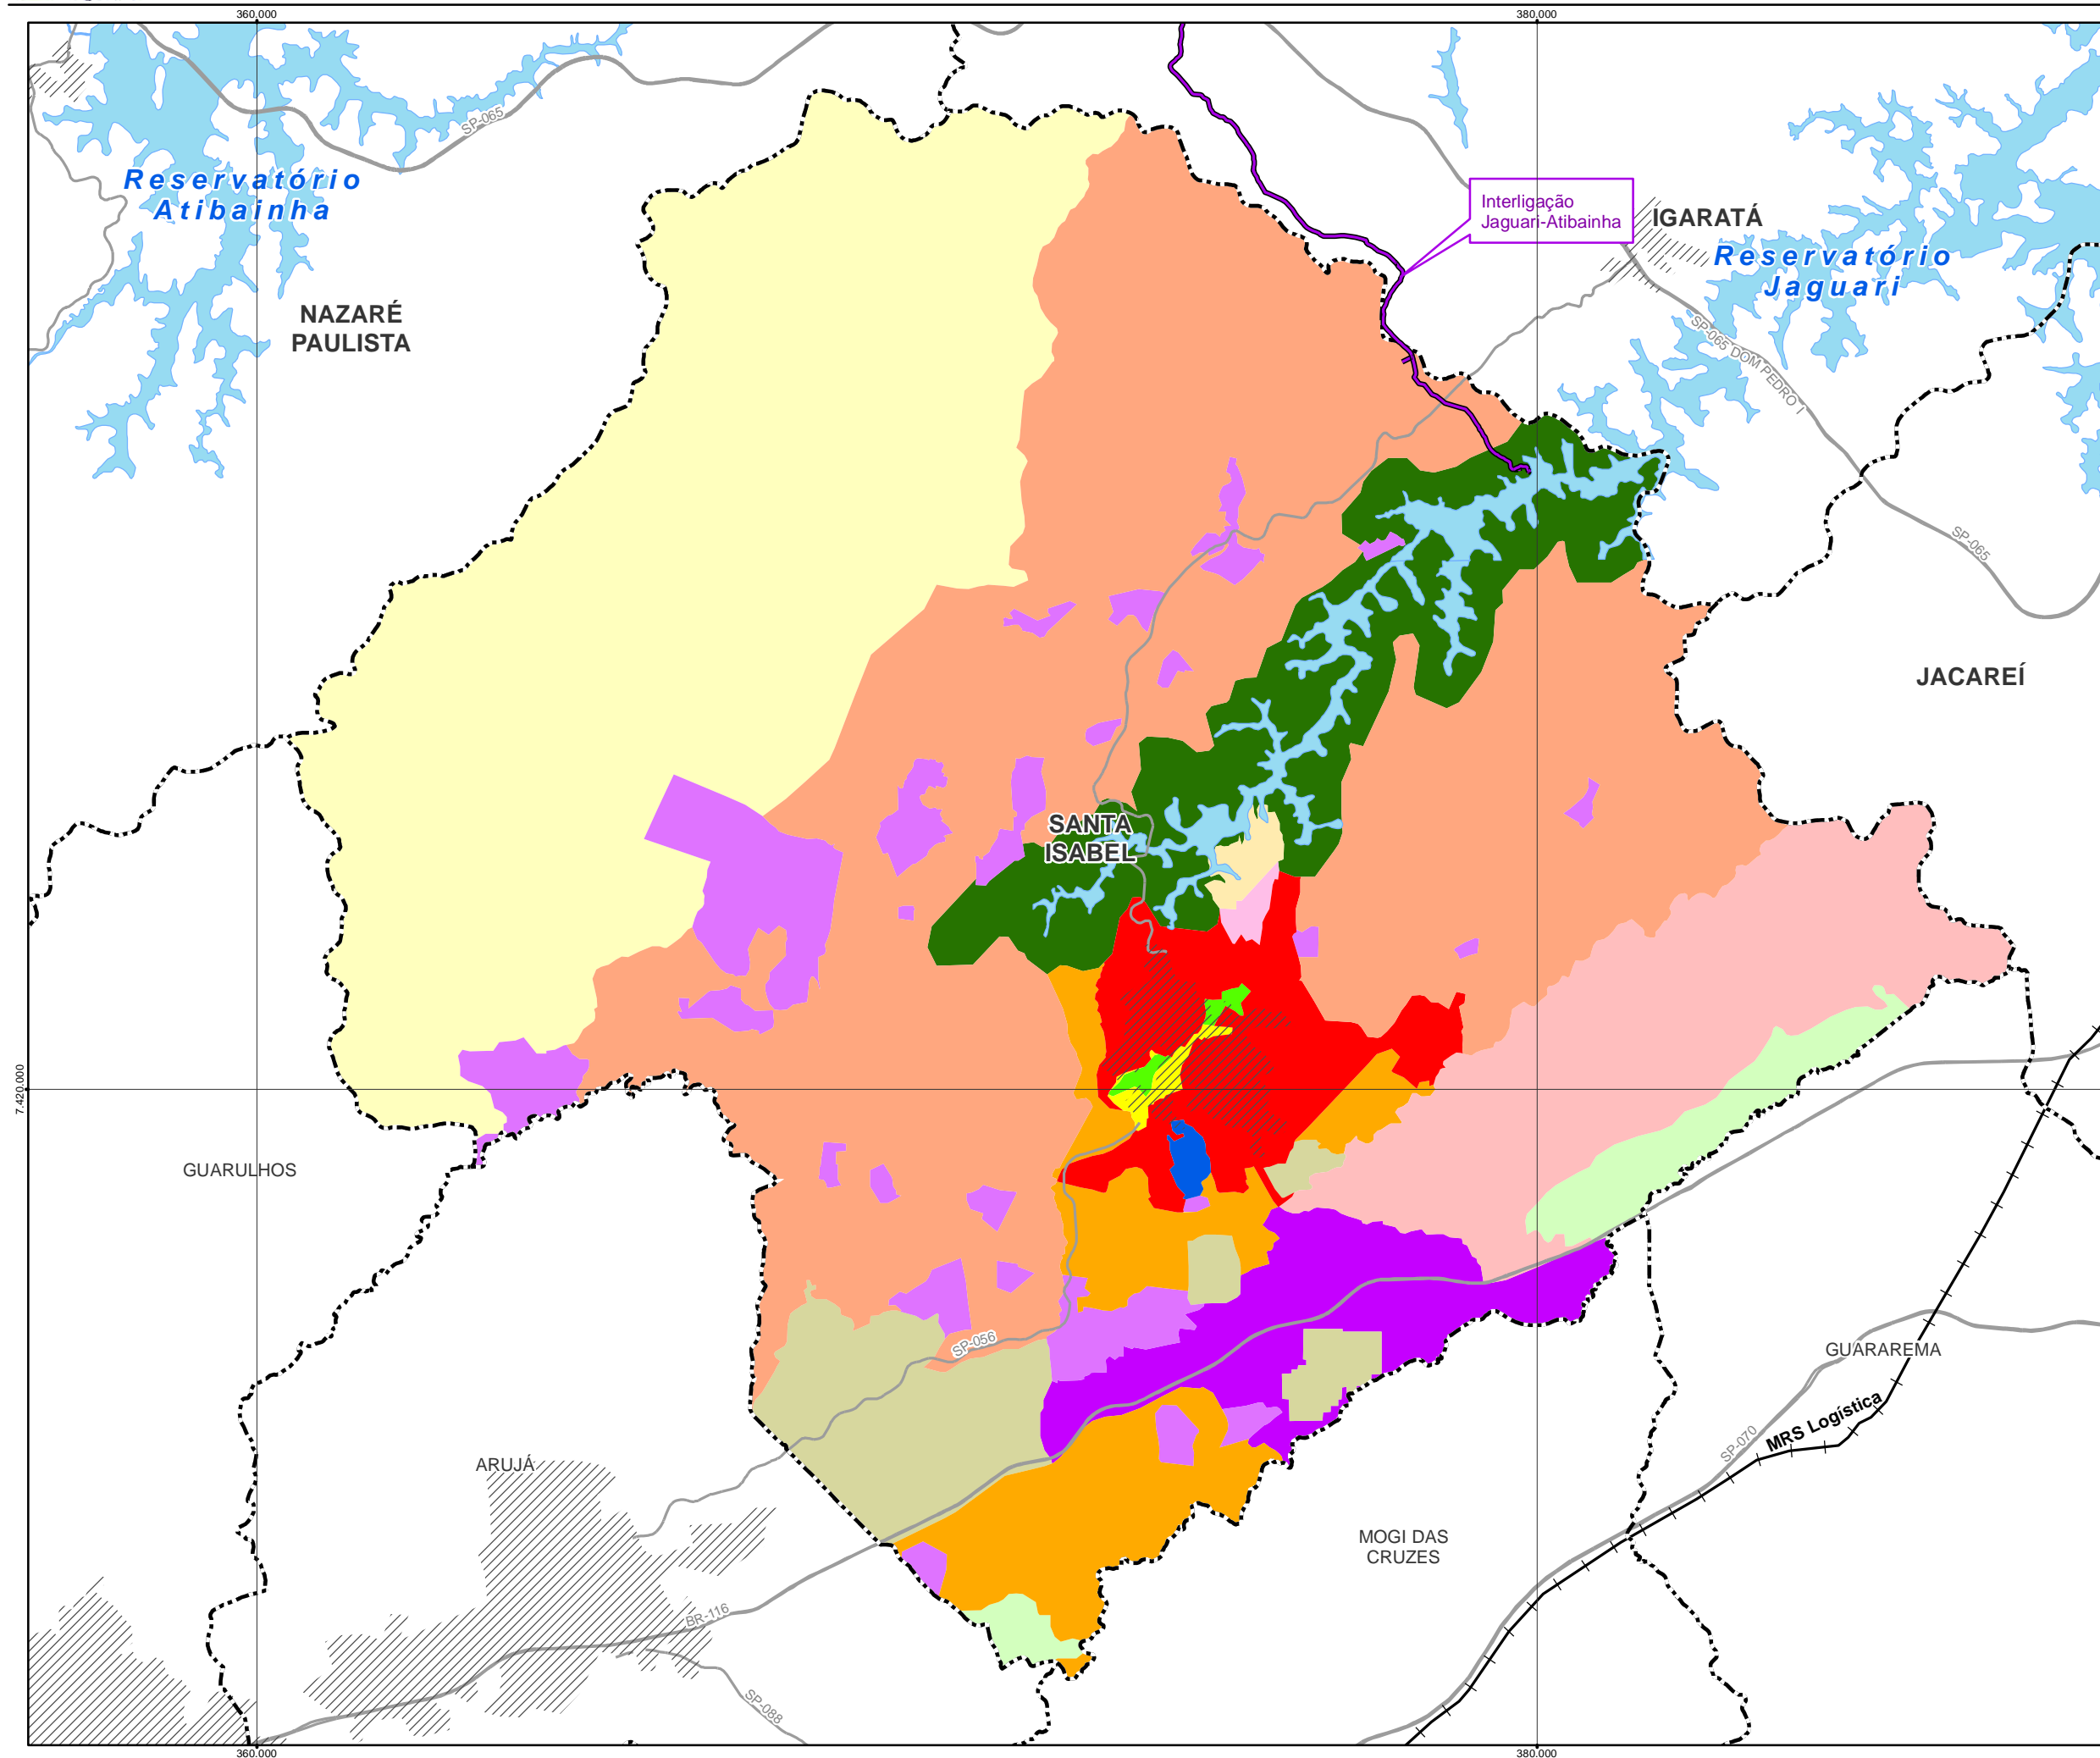 360.000
380.000
SP-065
Reservatório
Atibainha
Interligação
Jaguari-Atibainha
IGARATÁ
Reservatório
Jaguari
NAZARÉ
PAULISTA
SP-065 DOM PEDRO I
SP-065
JACAREÍ
SANTA
ISABEL
7.420.000
GUARULHOS
SP-056
GUARAREMA
MRS Logística
SP-070
ARUJÁ
MOGI DAS
CRUZES
BR-116
SP-088
360.000
380.000